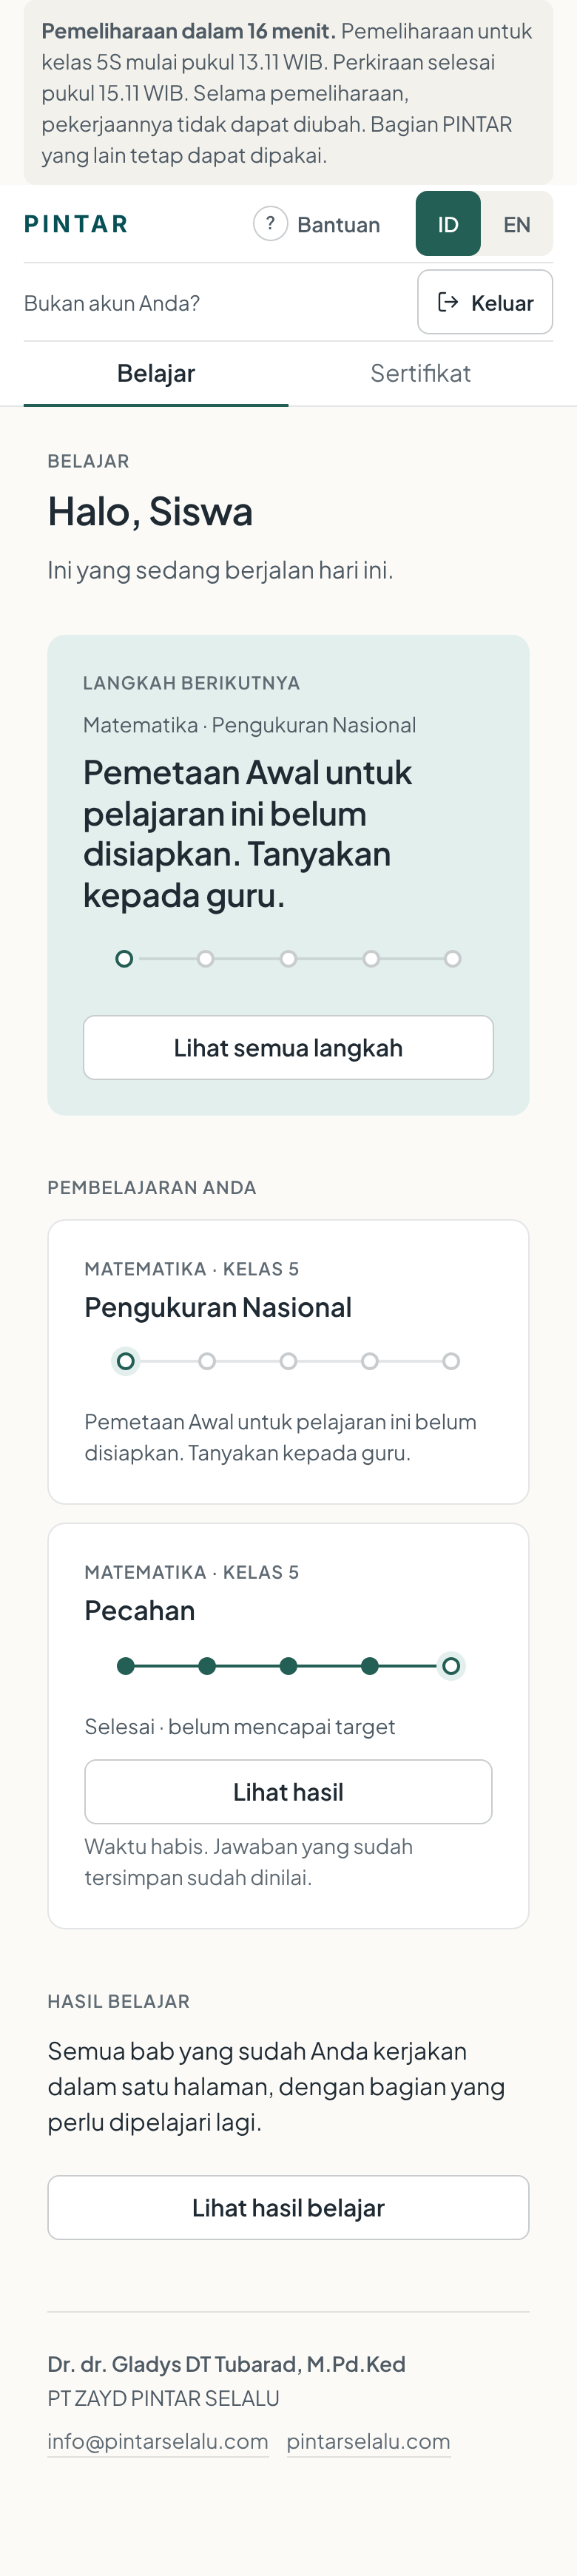 Pemeliharaan dalam 16 menit. Pemeliharaan untuk
kelas 5S mulai pukul 13.11 WIB. Perkiraan selesai
pukul 15.11 WIB. Selama pemeliharaan,
pekerjaannya tidak dapat diubah. Bagian PINTAR
yang lain tetap dapat dipakai.
PINTAR
? Bantuan
ID
EN
Bukan akun Anda?
Keluar
Belajar
Sertifikat
BELAJAR
Halo, Siswa
Ini yang sedang berjalan hari ini.
LANGKAH BERIKUTNYA
Matematika · Pengukuran Nasional
Pemetaan Awal untuk
pelajaran ini belum
disiapkan. Tanyakan
kepada guru.
Lihat semua langkah
PEMBELAJARAN ANDA
MATEMATIKA · KELAS 5
Pengukuran Nasional
Pemetaan Awal untuk pelajaran ini belum
disiapkan. Tanyakan kepada guru.
MATEMATIKA · KELAS 5
Pecahan
Selesai · belum mencapai target
Lihat hasil
Waktu habis. Jawaban yang sudah
tersimpan sudah dinilai.
HASIL BELAJAR
Semua bab yang sudah Anda kerjakan
dalam satu halaman, dengan bagian yang
perlu dipelajari lagi.
Lihat hasil belajar
Dr. dr. Gladys DT Tubarad, M.Pd.Ked
PT ZAYD PINTAR SELALU
info@pintarselalu.com
pintarselalu.com